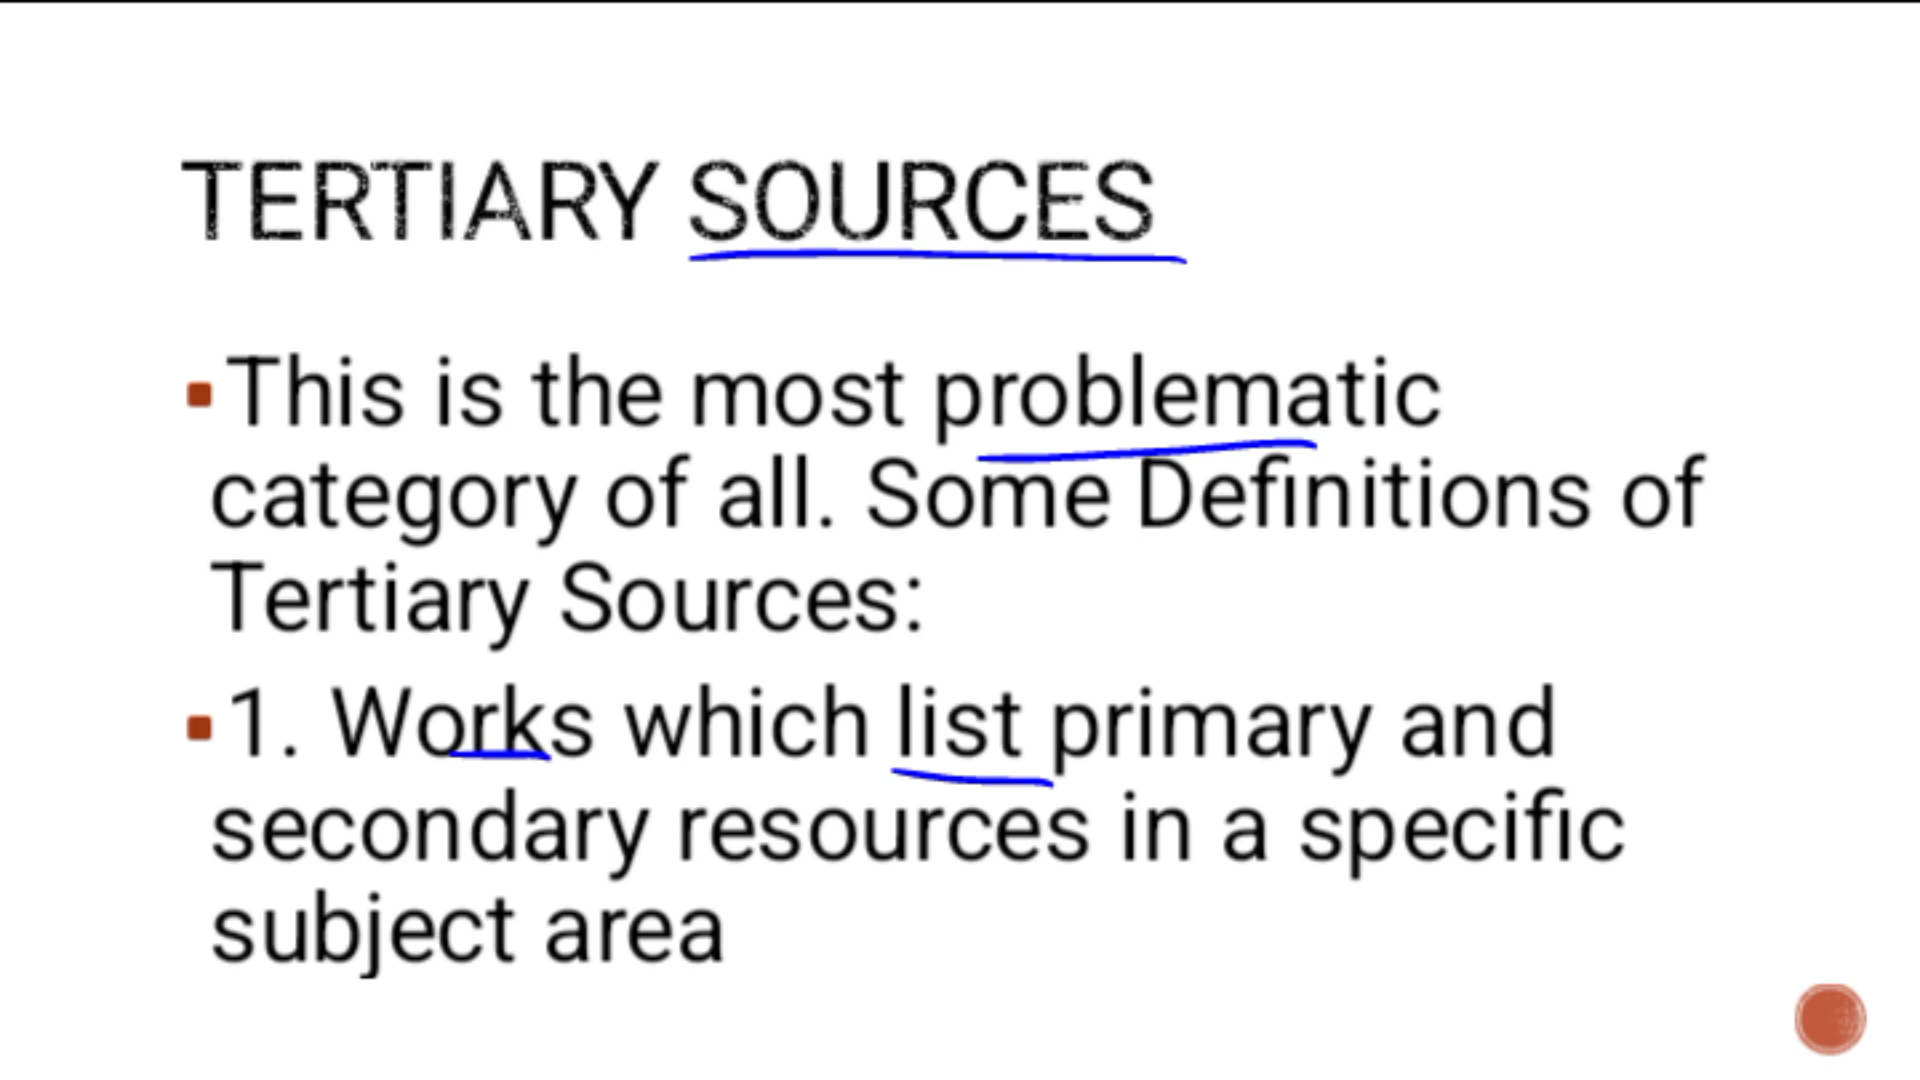 TERTIARY SOURCES
This is the most problematic
category of all. Some Definitions of
Tertiary Sources:
1. Works which list primary and
secondary resources in a specific
subject area